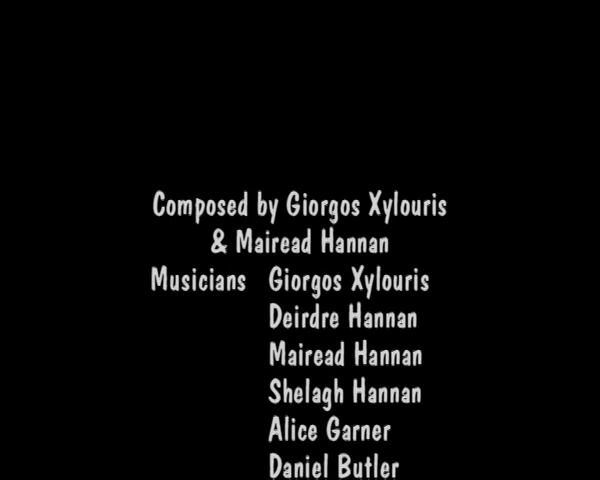 Composed by Giorgos Xylouris
& Mairead Hannan
Musicians Giorgos Xylouris
Deirdre Hannan
Mairead Hannan
Shelagh Hannan
Alice Garner
Daniel Butler